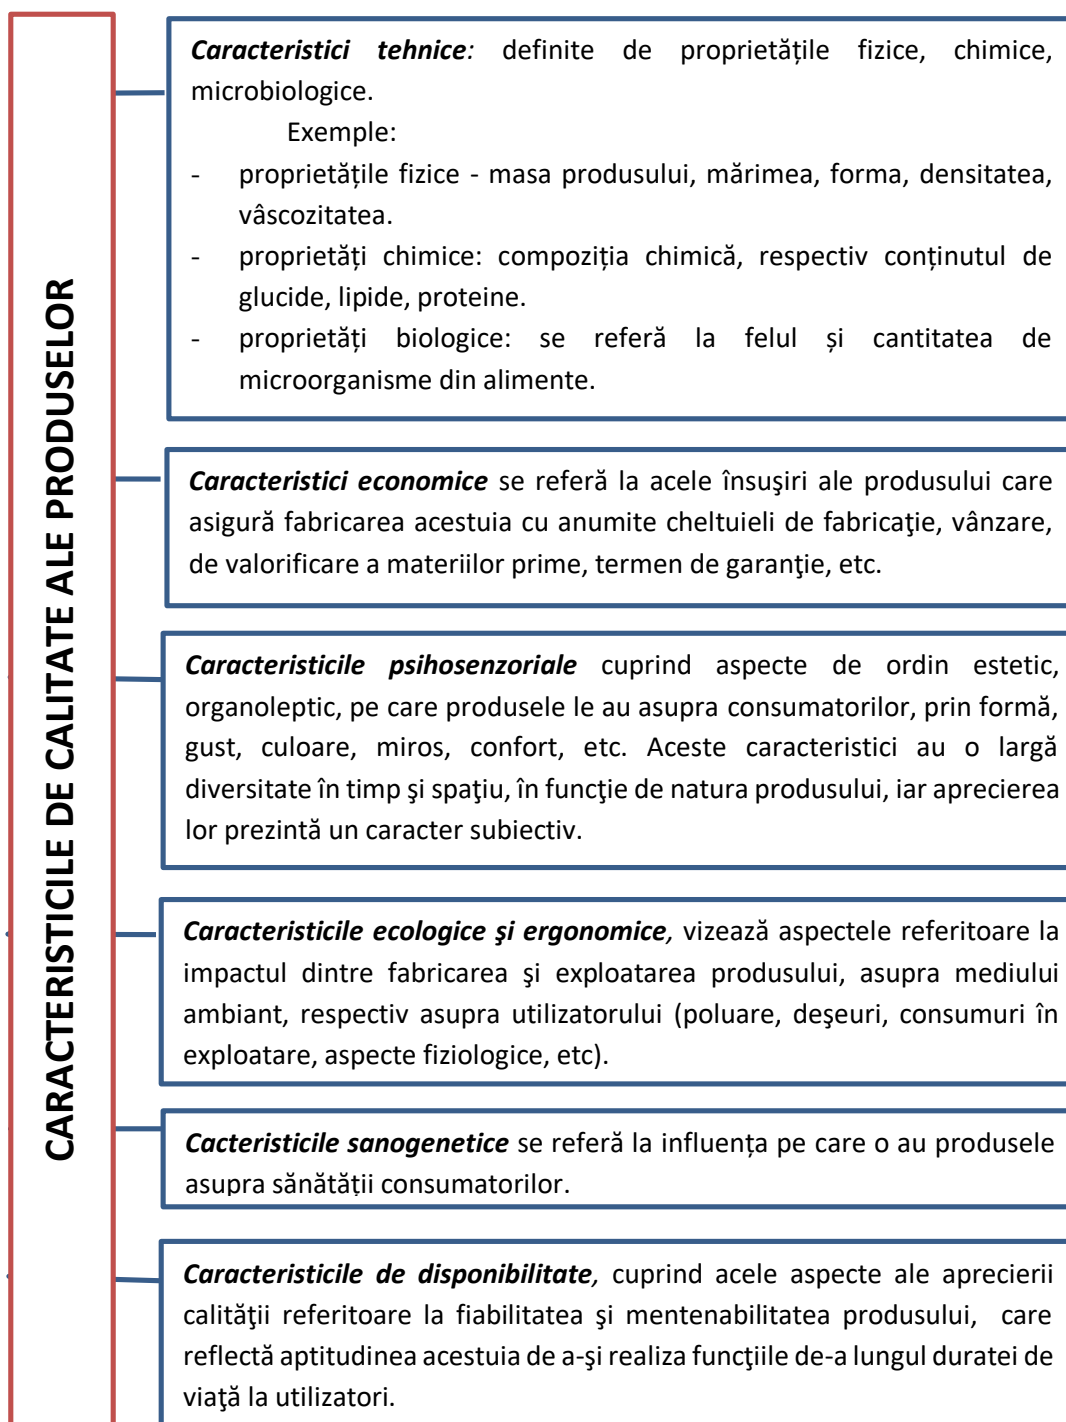 CARACTERISTICILE DE CALITATE ALE PRODUSELOR
Caracteristici tehnice: definite de proprietățile fizice, chimice,
microbiologice.
Exemple:
- proprietățile fizice - masa produsului, mărimea, forma, densitatea,
vâscozitatea.
- proprietăți chimice: compoziția chimică, respectiv conținutul de
glucide, lipide, proteine.
- proprietăți biologice: se referă la felul și cantitatea de
microorganisme din alimente.
Caracteristici economice se referă la acele însuşiri ale produsului care
asigură fabricarea acestuia cu anumite cheltuieli de fabricaţie, vânzare,
de valorificare a materiilor prime, termen de garanţie, etc.
Caracteristicile psihosenzoriale cuprind aspecte de ordin estetic,
organoleptic, pe care produsele le au asupra consumatorilor, prin formă,
gust, culoare, miros, confort, etc. Aceste caracteristici au o largă
diversitate în timp şi spaţiu, în funcţie de natura produsului, iar aprecierea
lor prezintă un caracter subiectiv.
Caracteristicile ecologice şi ergonomice, vizează aspectele referitoare la
impactul dintre fabricarea şi exploatarea produsului, asupra mediului
ambiant, respectiv asupra utilizatorului (poluare, deşeuri, consumuri în
exploatare, aspecte fiziologice, etc).
Cacteristicile sanogenetice se referă la influența pe care o au produsele
asupra sănătății consumatorilor.
Caracteristicile de disponibilitate, cuprind acele aspecte ale aprecierii
calităţii referitoare la fiabilitatea şi mentenabilitatea produsului, care
reflectă aptitudinea acestuia de a-şi realiza funcţiile de-a lungul duratei de
viaţă la utilizatori.